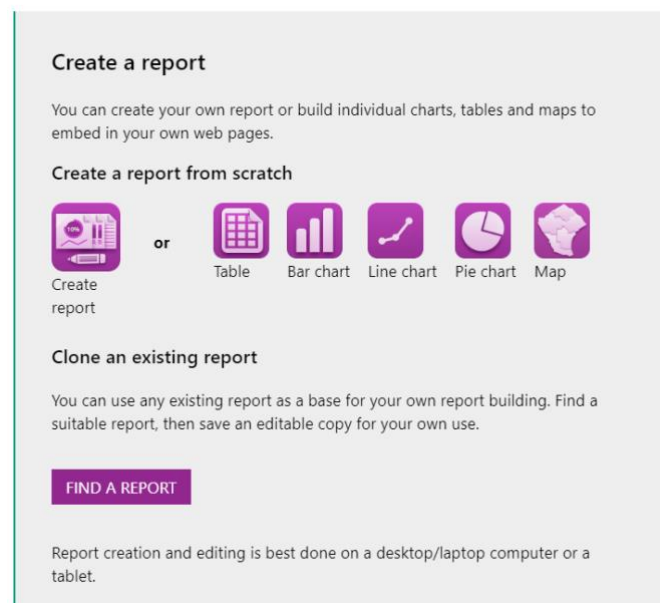 Create a report
You can create your own report or build individual charts, tables and maps to
embed in your own web pages.
Create a report from scratch
10%
or
Create
report
Table
Bar chart
Line chart
Pie chart
Map
Clone an existing report
You can use any existing report as a base for your own report building. Find a
suitable report, then save an editable copy for your own use.
FIND A REPORT
Report creation and editing is best done on a desktop/laptop computer or a
tablet.